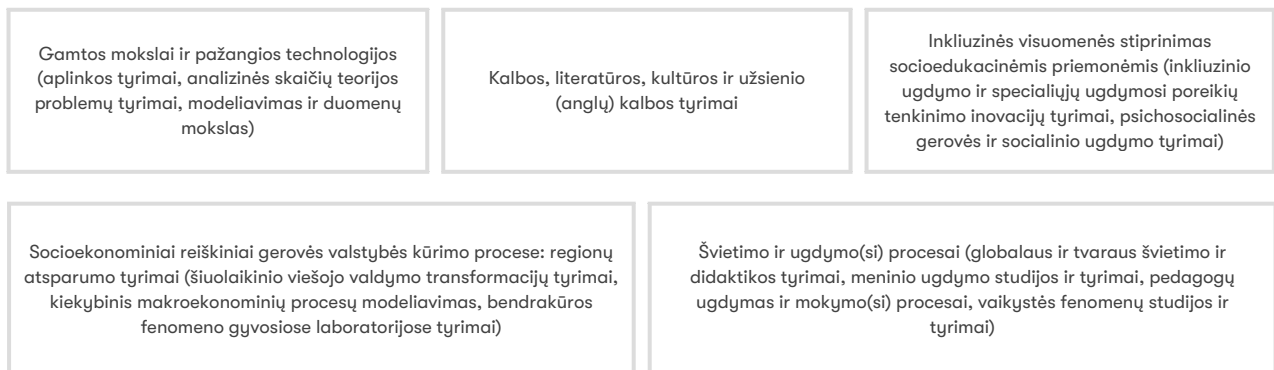 Gamtos mokslai ir pažangios technologijos
(aplinkos tyrimai, analizinės skaičių teorijos
problemų tyrimai, modeliavimas ir duomenų
mokslas)
Kalbos, literatūros, kultūros ir užsienio
(anglų) kalbos tyrimai
Inkliuzinės visuomenės stiprinimas
socioedukacinėmis priemonėmis (inkliuzinio
ugdymo ir specialiųjų ugdymosi poreikių
tenkinimo inovacijų tyrimai, psichosocialinės
gerovės ir socialinio ugdymo tyrimai)
Socioekonominiai reiškiniai gerovės valstybės kūrimo procese: regionų
atsparumo tyrimai (šiuolaikinio viešojo valdymo transformacijų tyrimai,
kiekybinis makroekonominių procesų modeliavimas, bendrakūros
fenomeno gyvosiose laboratorijose tyrimai)
Švietimo ir ugdymo(si) procesai (globalaus ir tvaraus švietimo ir
didaktikos tyrimai, meninio ugdymo studijos ir tyrimai, pedagogų
ugdymas ir mokymo(si) procesai, vaikystės fenomenų studijos ir
tyrimai)